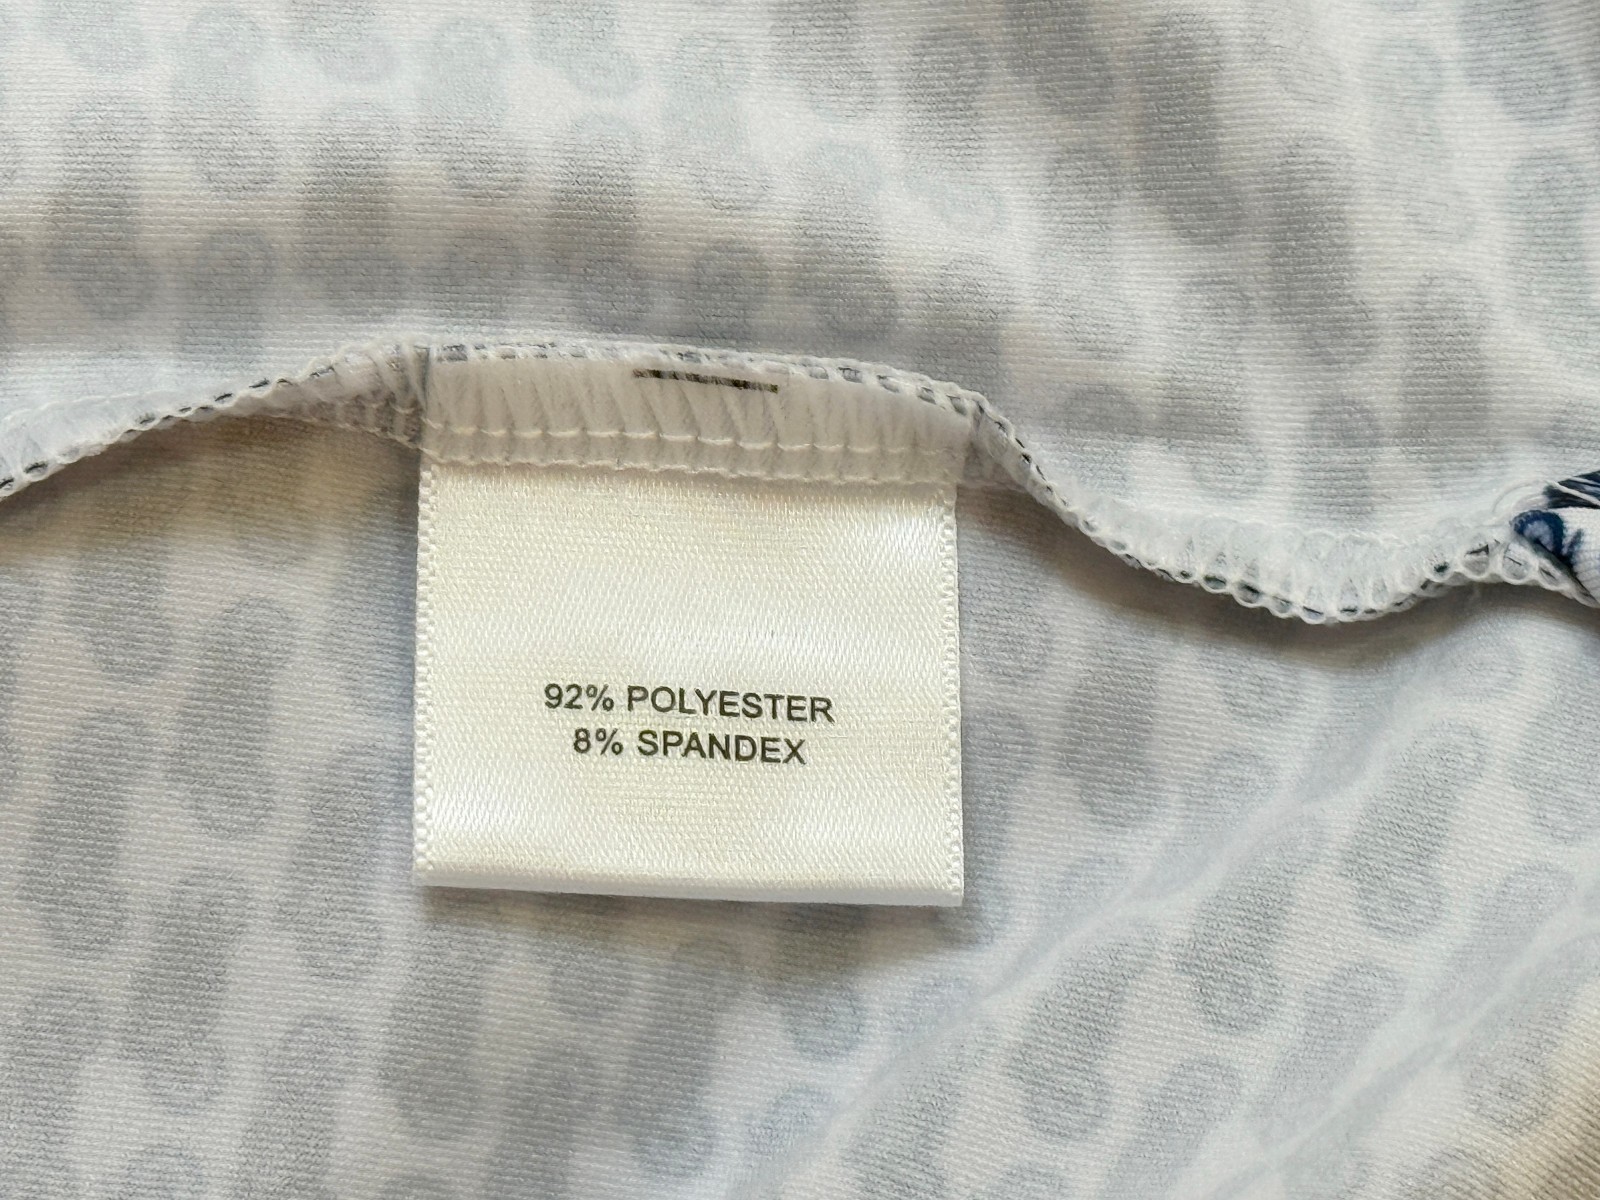 92% POLYESTER
8% SPANDEX